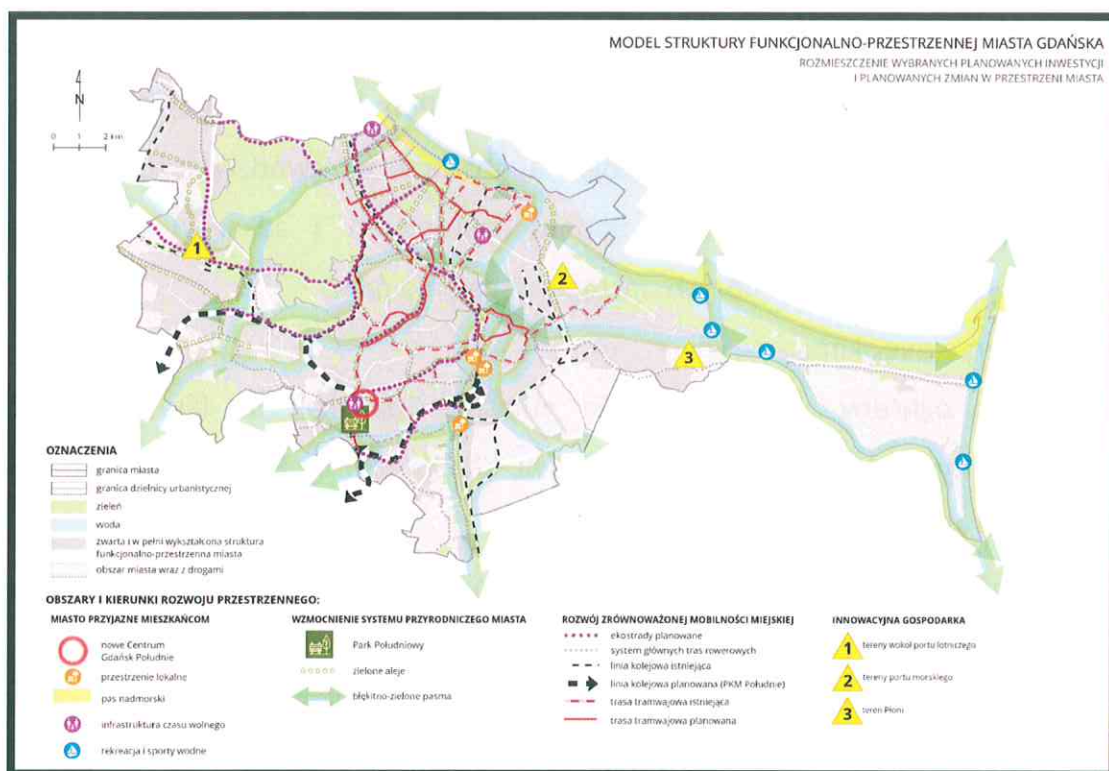 MODEL STRUKTURY FUNKCJONALNO-PRZESTRZENNEJ MIASTA GDAŃSKA
ROZMIESZCZENIE WYBRANYCH PLANOWANYCH INWESTYCJI
I PLANOWANYCH ZMIAN W PRZESTRZENI MIASTA
N
0 1 2 km
1
2
3
OZNACZENIA
granica miasta
granica dzielnicy urbanistycznej
zieleń
woda
zwarta i w pełni wykształcona struktura
funkcjonalno-przestrzenna miasta
obszar miasta wraz z drogami
OBSZARY I KIERUNKI ROZWOJU PRZESTRZENNEGO:
MIASTO PRZYJAZNE MIESZKAŃCOM
nowe Centrum
Gdańsk Południe
przestrzenie lokalne
pas nadmorski
infrastruktura czasu wolnego
rekreacja i sporty wodne
WZMOCNIENIE SYSTEMU PRZYRODNICZEGO MIASTA
Park Południowy
zielone aleje
błękitno-zielone pasma
ROZWÓJ ZRÓWNOWAŻONEJ MOBILNOŚCI MIEJSKIEJ
ekostrady planowane
system głównych tras rowerowych
linia kolejowa istniejąca
linia kolejowa planowana (PKM Południe)
trasa tramwajowa istniejąca
trasa tramwajowa planowana
INNOWACYJNA GOSPODARKA
1 tereny wokół portu lotniczego
2 tereny portu morskiego
3 teren Płoni